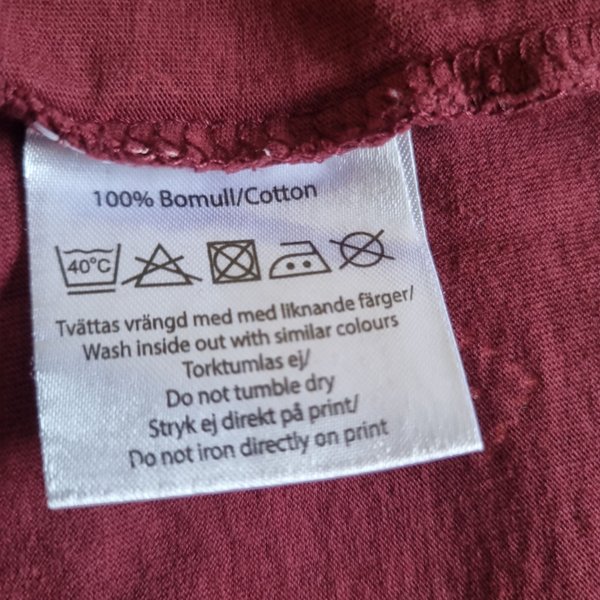 100% Bomull/Cotton
40°C
Tvättas vrängd med med liknande färger/
Wash inside out with similar colours
Torktumlas ej/
Do not tumble dry
Stryk ej direkt på print/
Do not iron directly on print